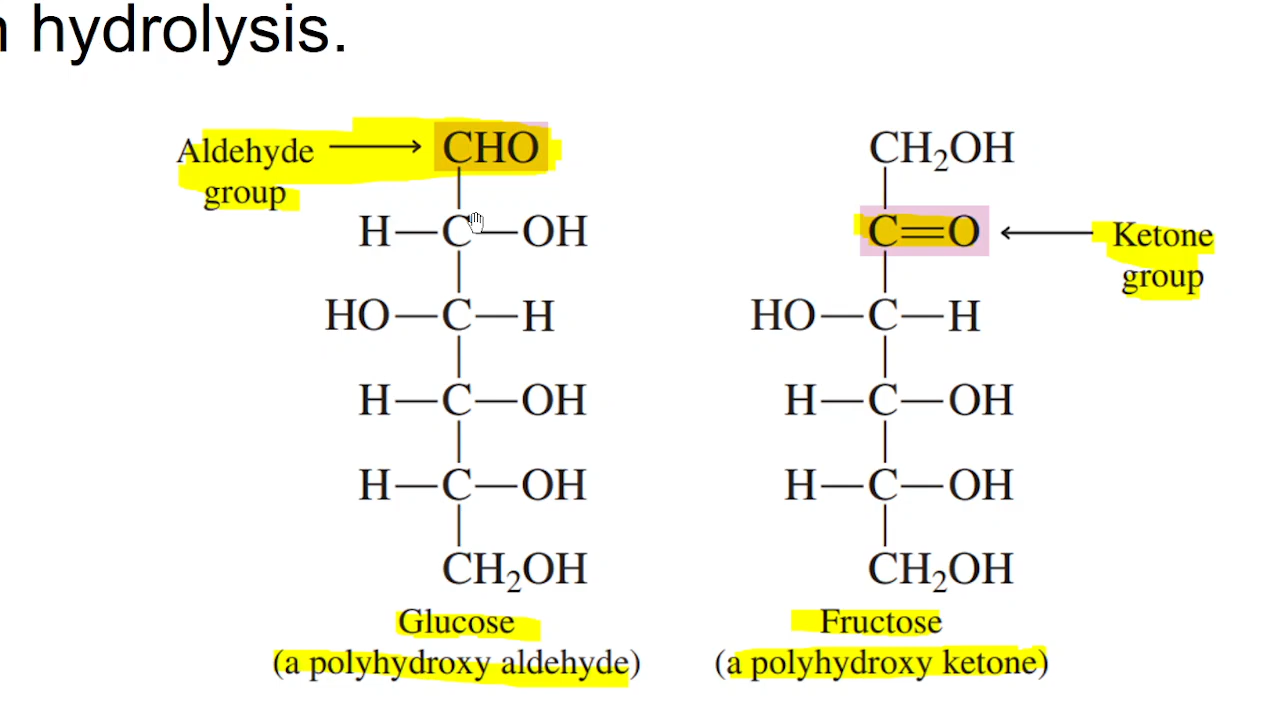 n hydrolysis.
Aldehyde
group
CHO
H—C—OH
HO—C—H
H—C—OH
H—C—OH
CH₂OH
Glucose
(a polyhydroxy aldehyde)
CH₂OH
C=O
Ketone
group
HO—C—H
H—C—OH
H—C—OH
CH₂OH
Fructose
(a polyhydroxy ketone)